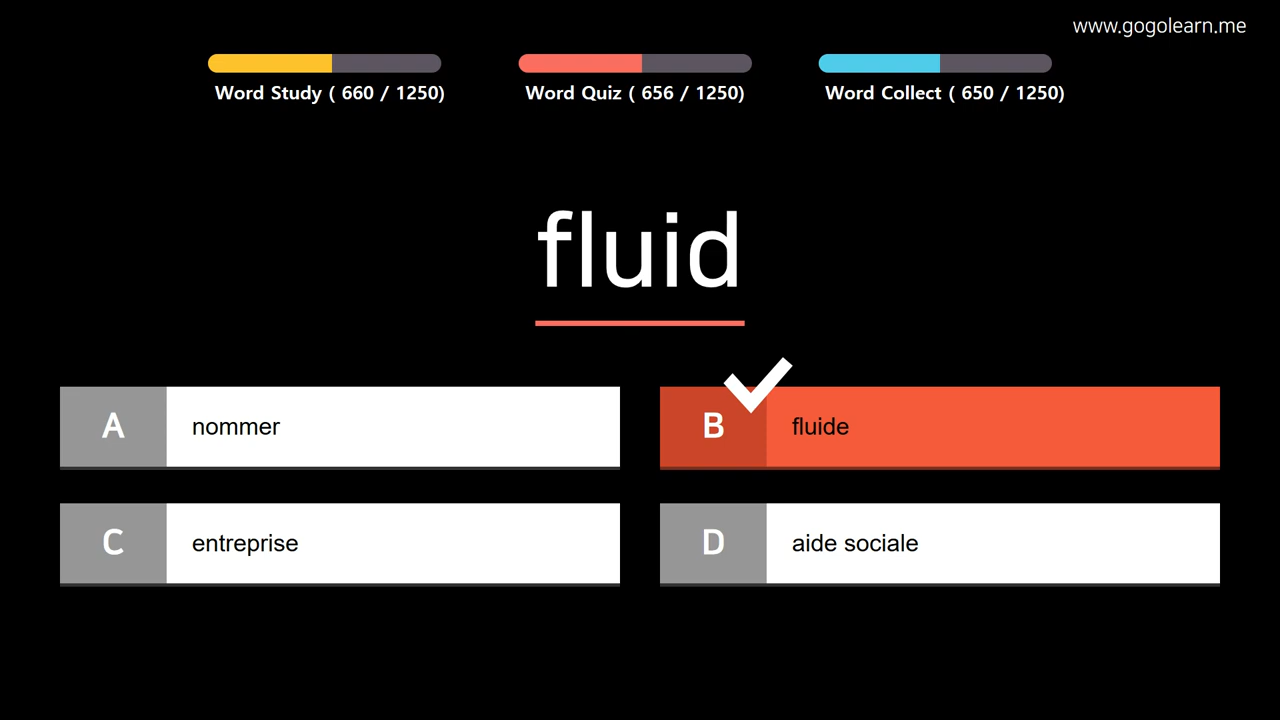 www.gogolearn.me
Word Study ( 660 / 1250)
Word Quiz ( 656 / 1250)
Word Collect ( 650 / 1250)
fluid
A nommer
B fluide
C entreprise
D aide sociale